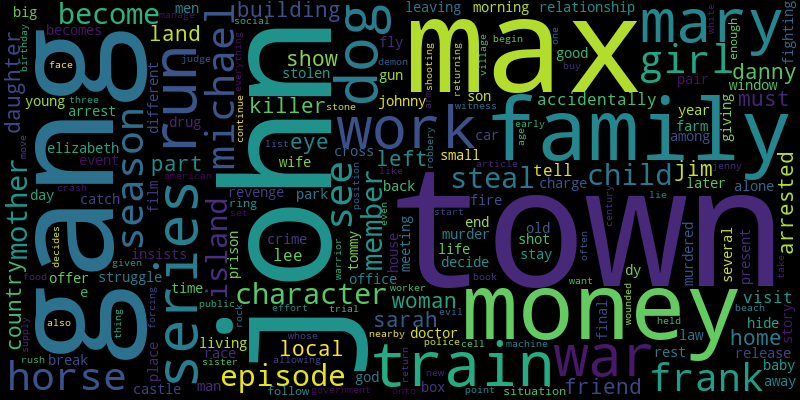 gang
john
max
town
family
money
train
work
series
run
dog
mary
girl
war
frank
horse
episode
character
become
michael
season
steal
child
jim
see
member
island
building
show
killer
eye
land
part
mother
daughter
country
local
lee
sarah
woman
doctor
friend
home
visit
must
danny
arrested
left
tell
small
accidentally
relationship
leaving
morning
johnny
son
car
gun
fly
stolen
wife
cross
back
park
revenge
ring
crime
prison
tommy
office
house
meeting
life
decide
end
murder
shot
stay
old
fire
charge
later
alone
year
farm
among
giving
pair
window
good
fighting
big
men
becomes
young
three
arrest
elizabeth
event
day
film
catch
crash
insists
offer
struggle
time
e
break
place
castle
man
race
living
sister
god
follow
box
situation
law
rest
release
baby
away
hide
story
final
several
murdered
present
dy
face
also
decides
given
thing
food
supply
rush
move
birthday
social
manage
judge
drug
different
demon
everything
continue
stone
list
like
position
warrior
even
robbery
witness
article
age
early
shooting
returning
village
begin
one
buy
enough
white
jenny
lie
century
often
start
book
want
wounded
held
beach
take
nearby
police
cell
machine
new
return
onto
point
government
allowing
whose
trial
effort
public
rock
set
american
forcing
worker
evil